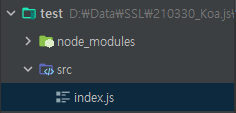 test D:₩Data₩SSL₩210330_Koa.js₩
node_modules
src
index.js